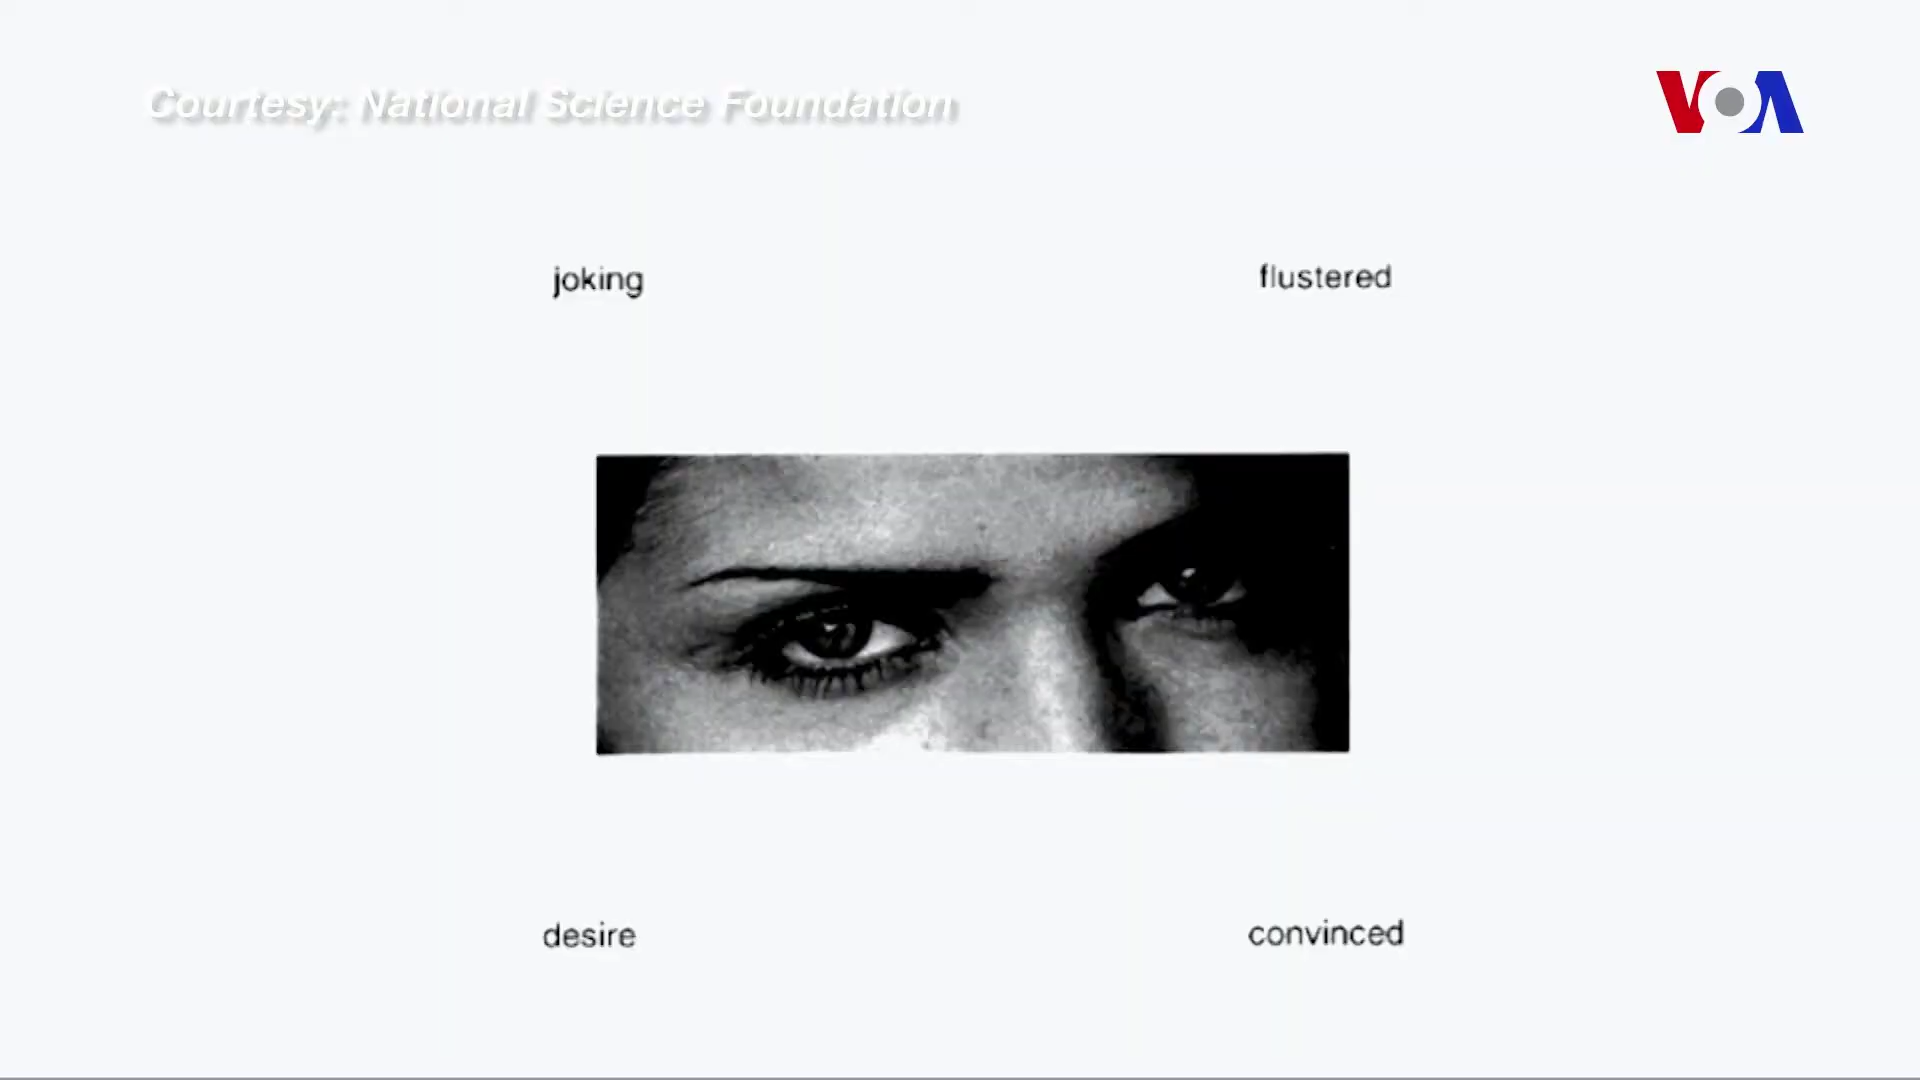 Courtesy: National Science Foundation
VOA
joking
flustered
desire
convinced